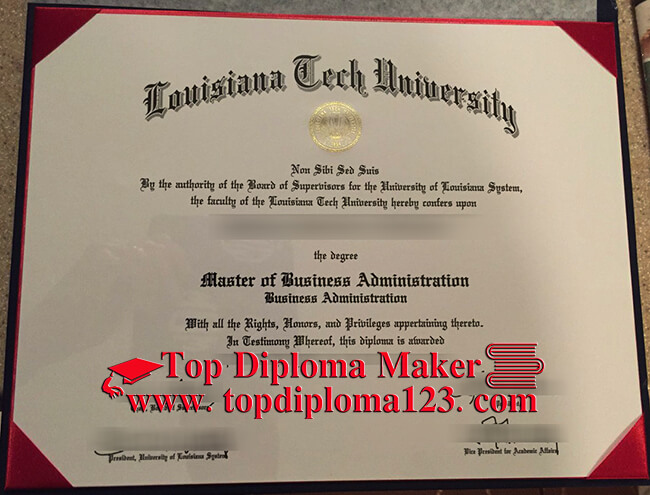 Louisiana Tech University
Non Sibi Sed Suis
By the authority of the Board of Supervisors for the University of Louisiana System,
the faculty of the Louisiana Tech University hereby confers upon
the degree
Master of Business Administration
Business Administration
With all the Rights, Honors, and Privileges appertaining thereto.
In Testimony Whereof, this diploma is awarded
Top Diploma Maker
www. topdiploma123. com
President, University of Louisiana System
Vice President for Academic Affairs